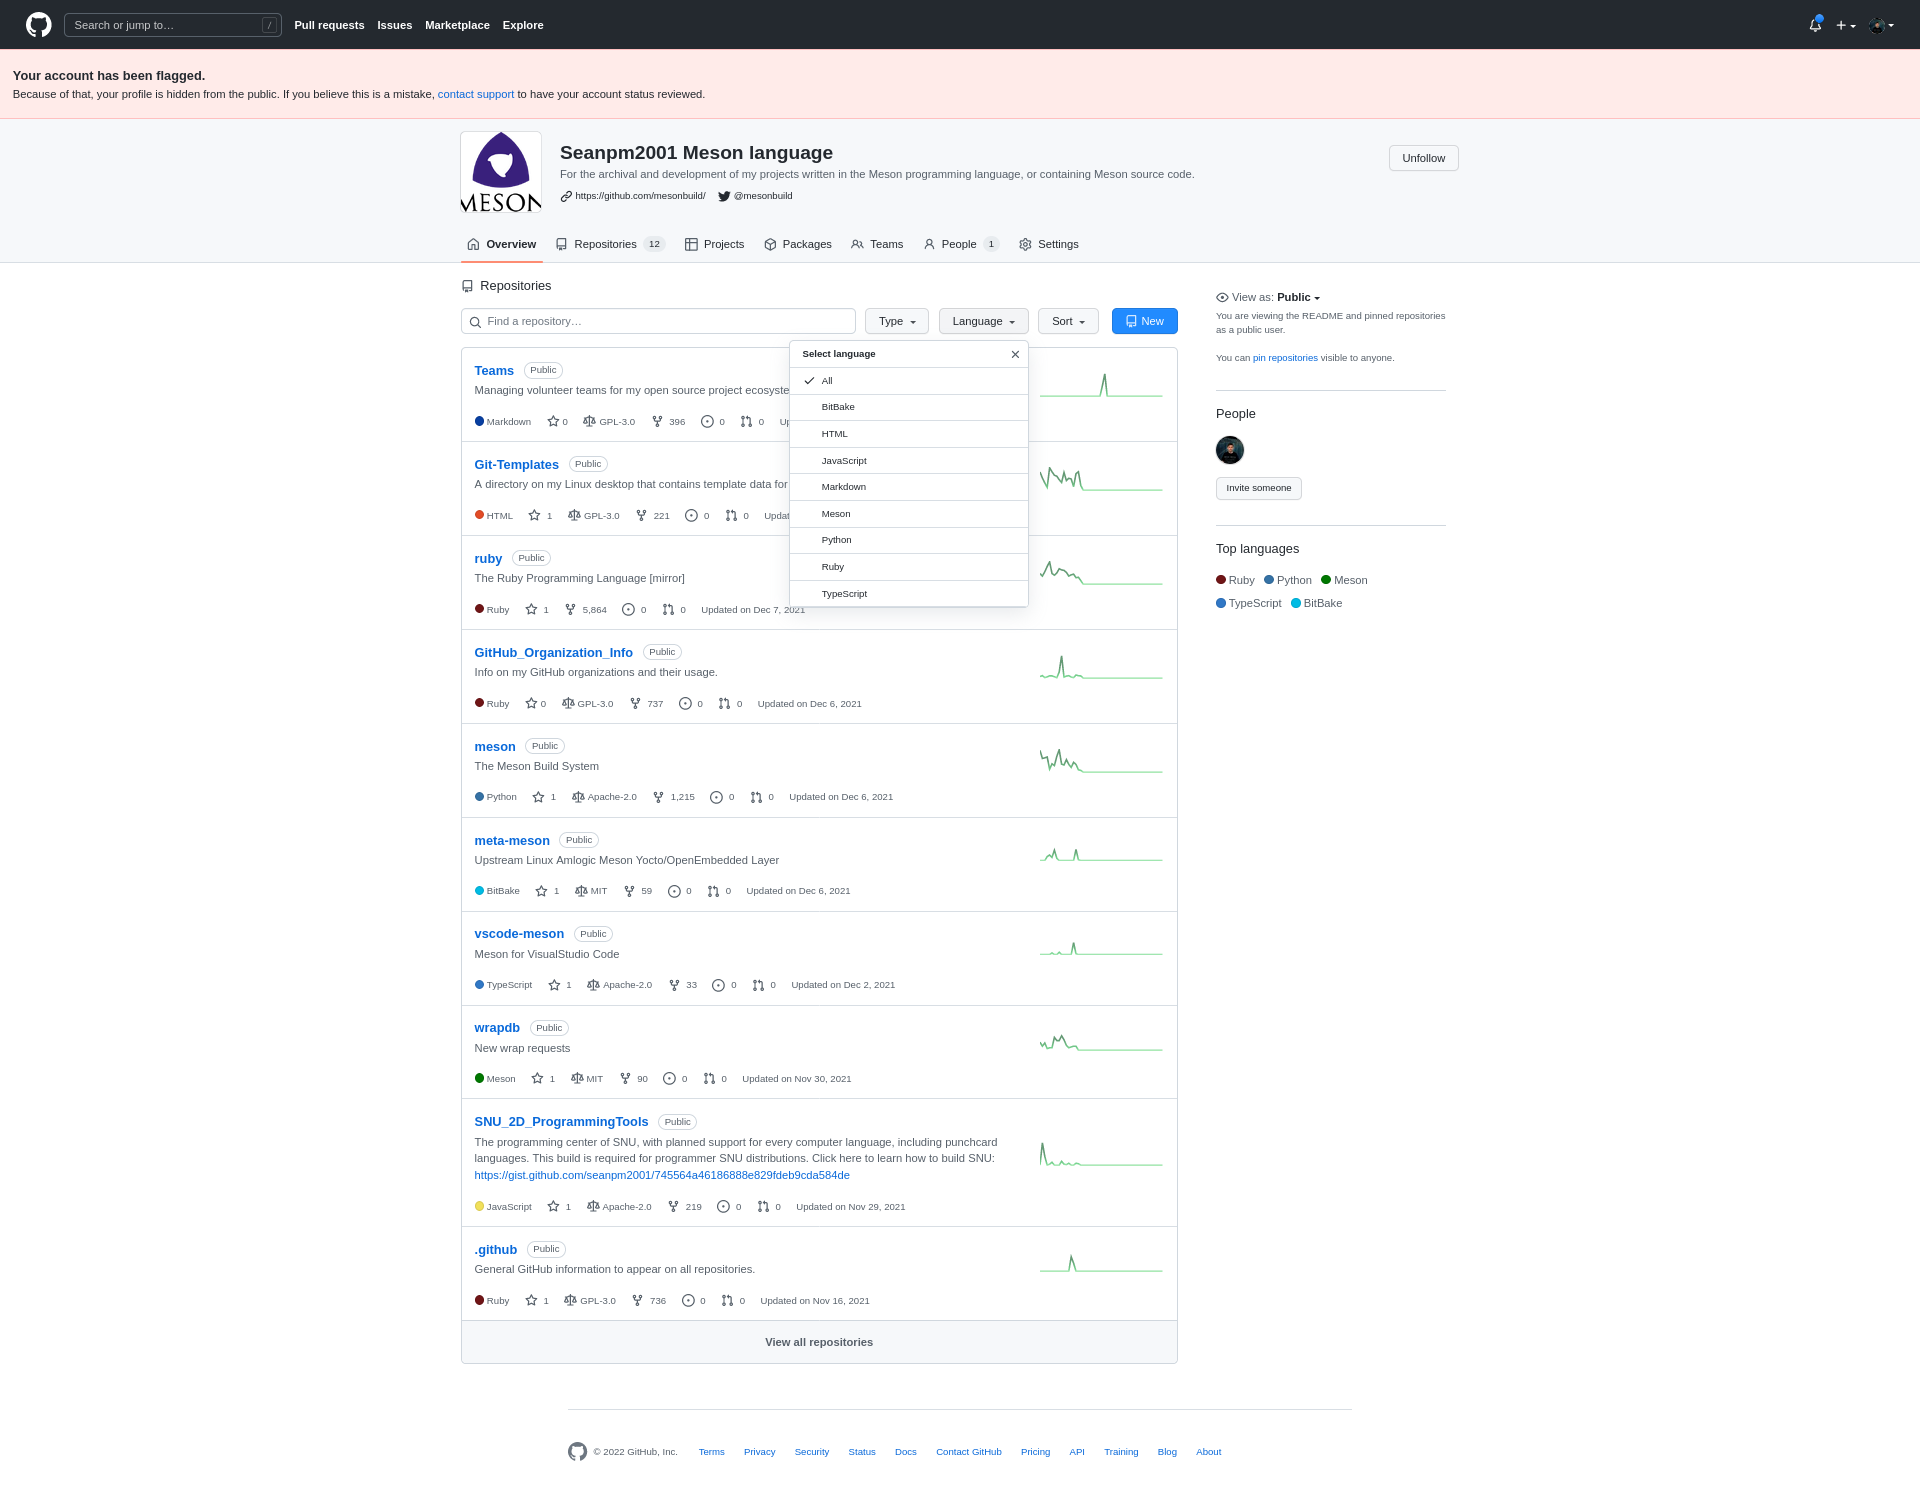 Search or jump to… /
Pull requests Issues Marketplace Explore
Your account has been flagged.
Because of that, your profile is hidden from the public. If you believe this is a mistake, contact support to have your account status reviewed.
MESON
Seanpm2001 Meson language
For the archival and development of my projects written in the Meson programming language, or containing Meson source code.
https://github.com/mesonbuild/ @mesonbuild
Unfollow
Overview Repositories 12 Projects Packages Teams People 1 Settings
Repositories
Find a repository…
Type Language Sort New
Select language
All
BitBake
HTML
JavaScript
Markdown
Meson
Python
Ruby
TypeScript
Teams Public
Managing volunteer teams for my open source project ecosyste
Markdown 0 GPL-3.0 396 0 0 Up
Git-Templates Public
A directory on my Linux desktop that contains template data for
HTML 1 GPL-3.0 221 0 0 Updat
ruby Public
The Ruby Programming Language [mirror]
Ruby 1 5,864 0 0 Updated on Dec 7, 2021
GitHub_Organization_Info Public
Info on my GitHub organizations and their usage.
Ruby 0 GPL-3.0 737 0 0 Updated on Dec 6, 2021
meson Public
The Meson Build System
Python 1 Apache-2.0 1,215 0 0 Updated on Dec 6, 2021
meta-meson Public
Upstream Linux Amlogic Meson Yocto/OpenEmbedded Layer
BitBake 1 MIT 59 0 0 Updated on Dec 6, 2021
vscode-meson Public
Meson for VisualStudio Code
TypeScript 1 Apache-2.0 33 0 0 Updated on Dec 2, 2021
wrapdb Public
New wrap requests
Meson 1 MIT 90 0 0 Updated on Nov 30, 2021
SNU_2D_ProgrammingTools Public
The programming center of SNU, with planned support for every computer language, including punchcard
languages. This build is required for programmer SNU distributions. Click here to learn how to build SNU:
https://gist.github.com/seanpm2001/745564a46186888e829fdeb9cda584de
JavaScript 1 Apache-2.0 219 0 0 Updated on Nov 29, 2021
.github Public
General GitHub information to appear on all repositories.
Ruby 1 GPL-3.0 736 0 0 Updated on Nov 16, 2021
View all repositories
View as: Public
You are viewing the README and pinned repositories
as a public user.
You can pin repositories visible to anyone.
People
Invite someone
Top languages
Ruby Python Meson
TypeScript BitBake
© 2022 GitHub, Inc. Terms Privacy Security Status Docs Contact GitHub Pricing API Training Blog About